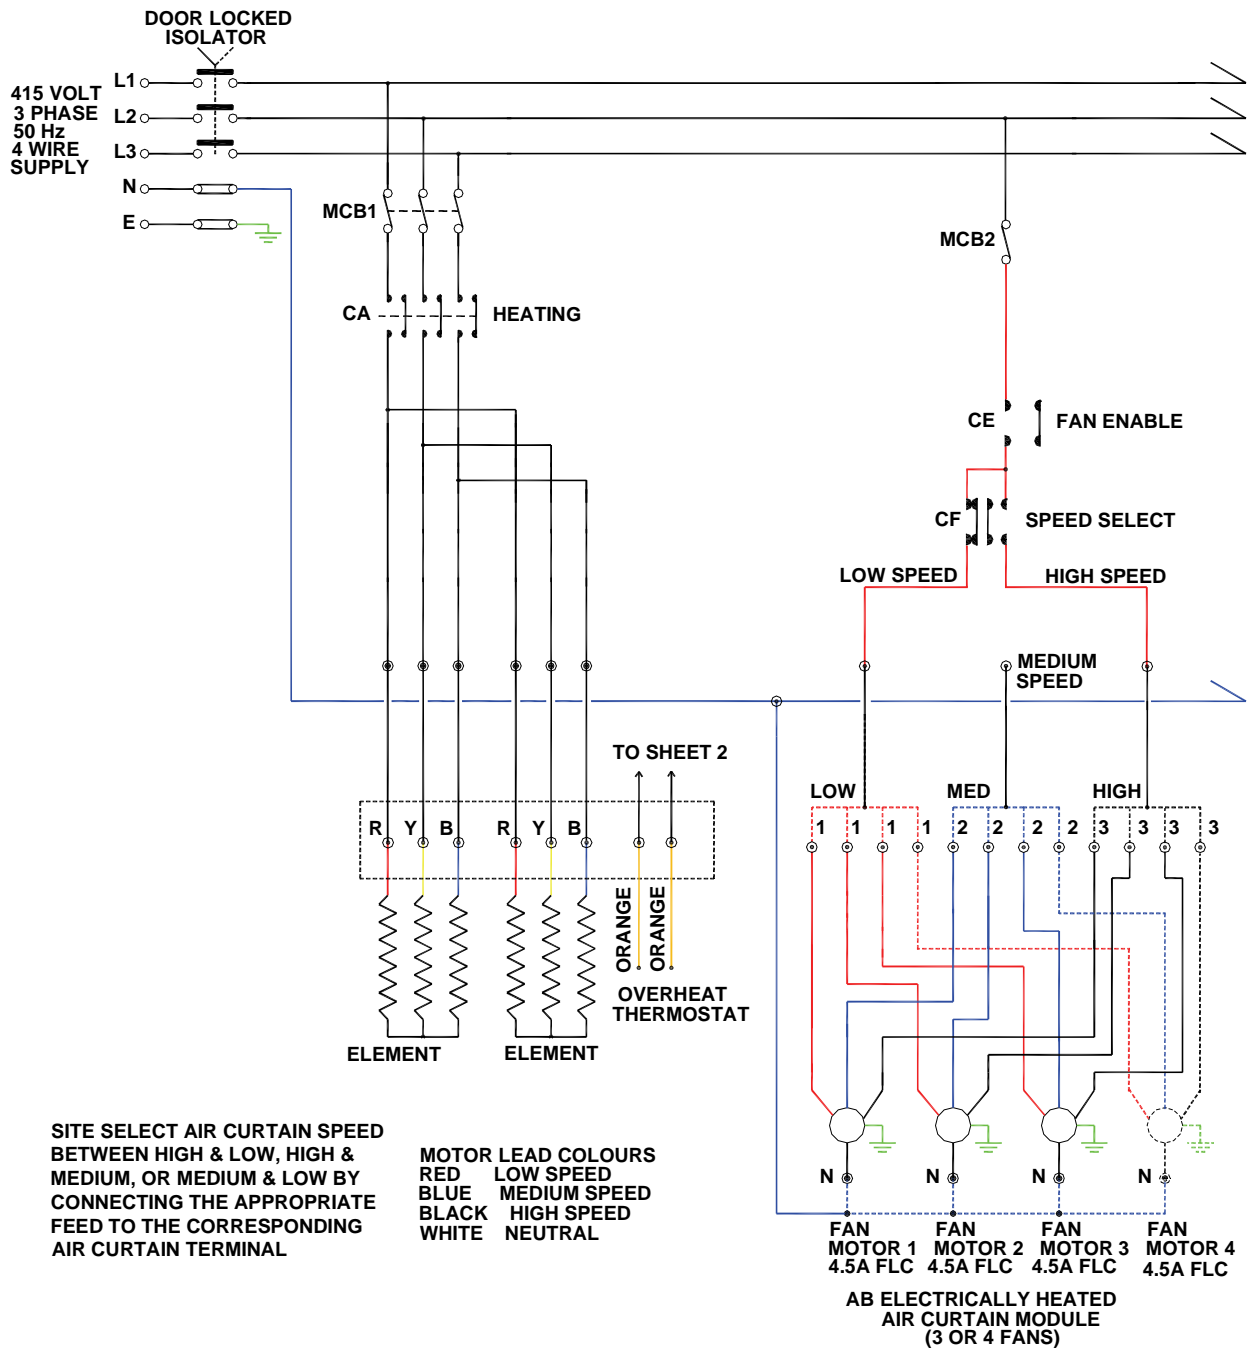 DOOR LOCKED
ISOLATOR
415 VOLT
3 PHASE
50 Hz
4 WIRE
SUPPLY
L1
L2
L3
N
E
MCB1
MCB2
CA
HEATING
CE
FAN ENABLE
CF
SPEED SELECT
LOW SPEED
HIGH SPEED
MEDIUM
SPEED
TO SHEET 2
R Y B R Y B
LOW MED HIGH
1 1 1 1 2 2 2 2 3 3 3 3
ORANGE
ORANGE
OVERHEAT
THERMOSTAT
ELEMENT
ELEMENT
N N N N
FAN
MOTOR 1
4.5A FLC
FAN
MOTOR 2
4.5A FLC
FAN
MOTOR 3
4.5A FLC
FAN
MOTOR 4
4.5A FLC
AB ELECTRICALLY HEATED
AIR CURTAIN MODULE
(3 OR 4 FANS)
SITE SELECT AIR CURTAIN SPEED
BETWEEN HIGH & LOW, HIGH &
MEDIUM, OR MEDIUM & LOW BY
CONNECTING THE APPROPRIATE
FEED TO THE CORRESPONDING
AIR CURTAIN TERMINAL
MOTOR LEAD COLOURS
RED LOW SPEED
BLUE MEDIUM SPEED
BLACK HIGH SPEED
WHITE NEUTRAL